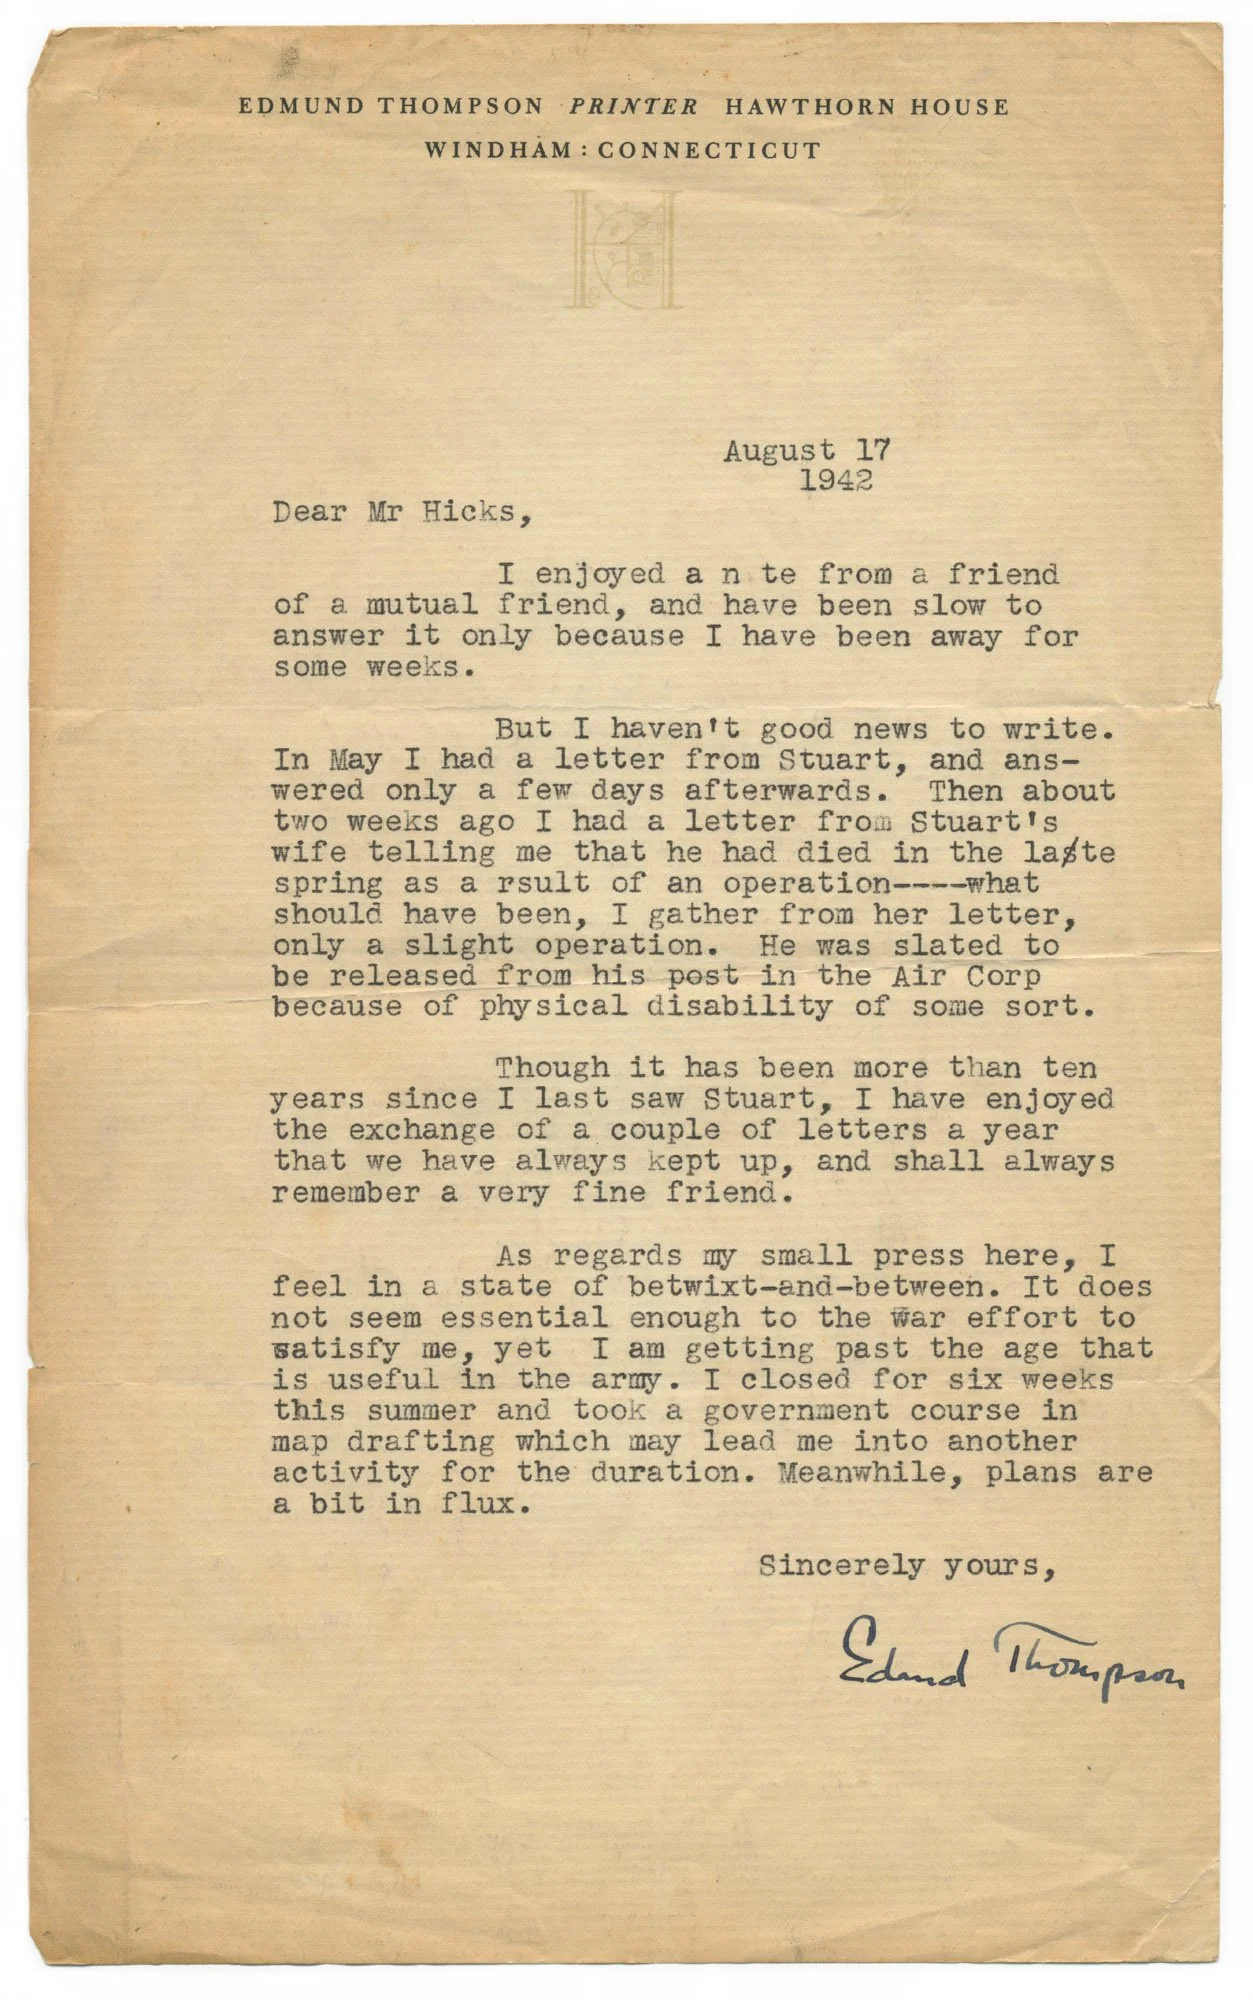 EDMUND THOMPSON PRINTER HAWTHORN HOUSE
WINDHAM : CONNECTICUT
H
August 17
1942
Dear Mr Hicks,
I enjoyed a n te from a friend
of a mutual friend, and have been slow to
answer it only because I have been away for
some weeks.
But I haven't good news to write.
In May I had a letter from Stuart, and ans-
wered only a few days afterwards. Then about
two weeks ago I had a letter from Stuart's
wife telling me that he had died in the laste
spring as a rsult of an operation----what
should have been, I gather from her letter,
only a slight operation. He was slated to
be released from his post in the Air Corp
because of physical disability of some sort.
Though it has been more than ten
years since I last saw Stuart, I have enjoyed
the exchange of a couple of letters a year
that we have always kept up, and shall always
remember a very fine friend.
As regards my small press here, I
feel in a state of betwixt-and-between. It does
not seem essential enough to the war effort to
satisfy me, yet I am getting past the age that
is useful in the army. I closed for six weeks
this summer and took a government course in
map drafting which may lead me into another
activity for the duration. Meanwhile, plans are
a bit in flux.
Sincerely yours,
Edmund Thompson